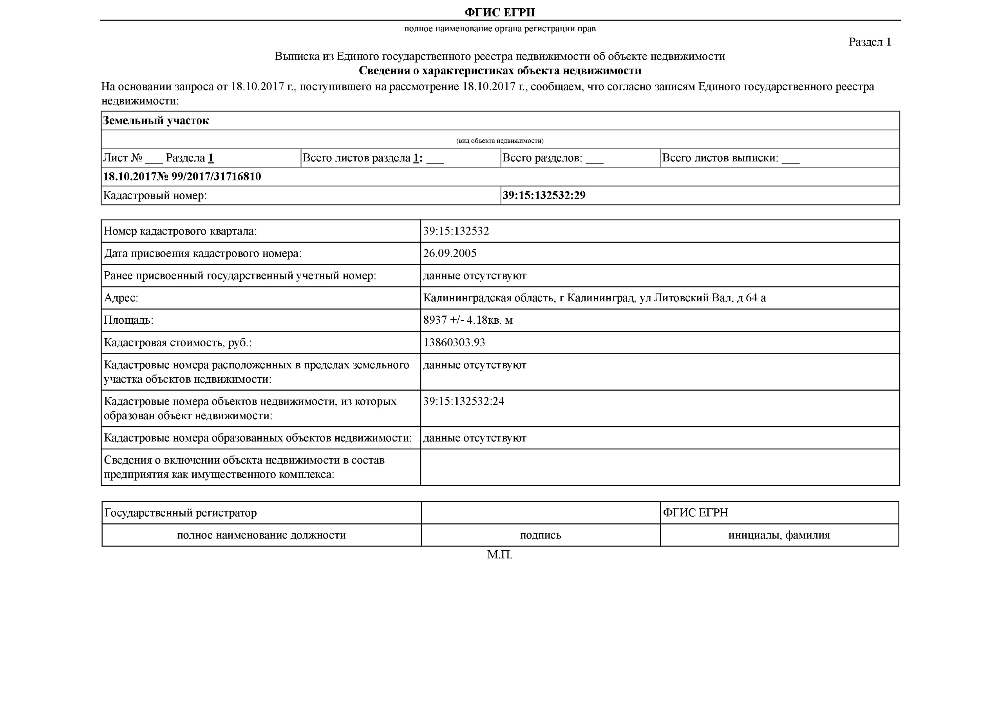 ФГИС ЕГРН
полное наименование органа регистрации прав
Раздел 1
Выписка из Единого государственного реестра недвижимости об объекте недвижимости
Сведения о характеристиках объекта недвижимости
На основании запроса от 18.10.2017 г., поступившего на рассмотрение 18.10.2017 г., сообщаем, что согласно записям Единого государственного реестра
недвижимости:
Земельный участок
(вид объекта недвижимости)
Лист № ___ Раздела 1 Всего листов раздела 1: ___ Всего разделов: ___ Всего листов выписки: ___
18.10.2017№ 99/2017/31716810
Кадастровый номер: 39:15:132532:29
Номер кадастрового квартала: 39:15:132532
Дата присвоения кадастрового номера: 26.09.2005
Ранее присвоенный государственный учетный номер: данные отсутствуют
Адрес: Калининградская область, г Калининград, ул Литовский Вал, д 64 а
Площадь: 8937 +/- 4.18кв. м
Кадастровая стоимость, руб.: 13860303.93
Кадастровые номера расположенных в пределах земельного данные отсутствуют
участка объектов недвижимости:
Кадастровые номера объектов недвижимости, из которых 39:15:132532:24
образован объект недвижимости:
Кадастровые номера образованных объектов недвижимости: данные отсутствуют
Сведения о включении объекта недвижимости в состав
предприятия как имущественного комплекса:
Государственный регистратор ФГИС ЕГРН
полное наименование должности подпись инициалы, фамилия
М.П.